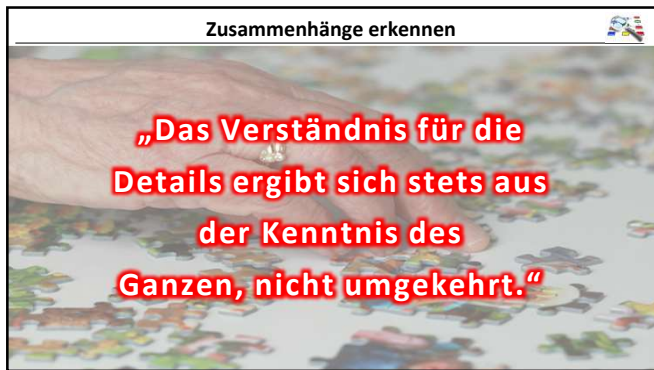 Zusammenhänge erkennen
„Das Verständnis für die
Details ergibt sich stets aus
der Kenntnis des
Ganzen, nicht umgekehrt.“